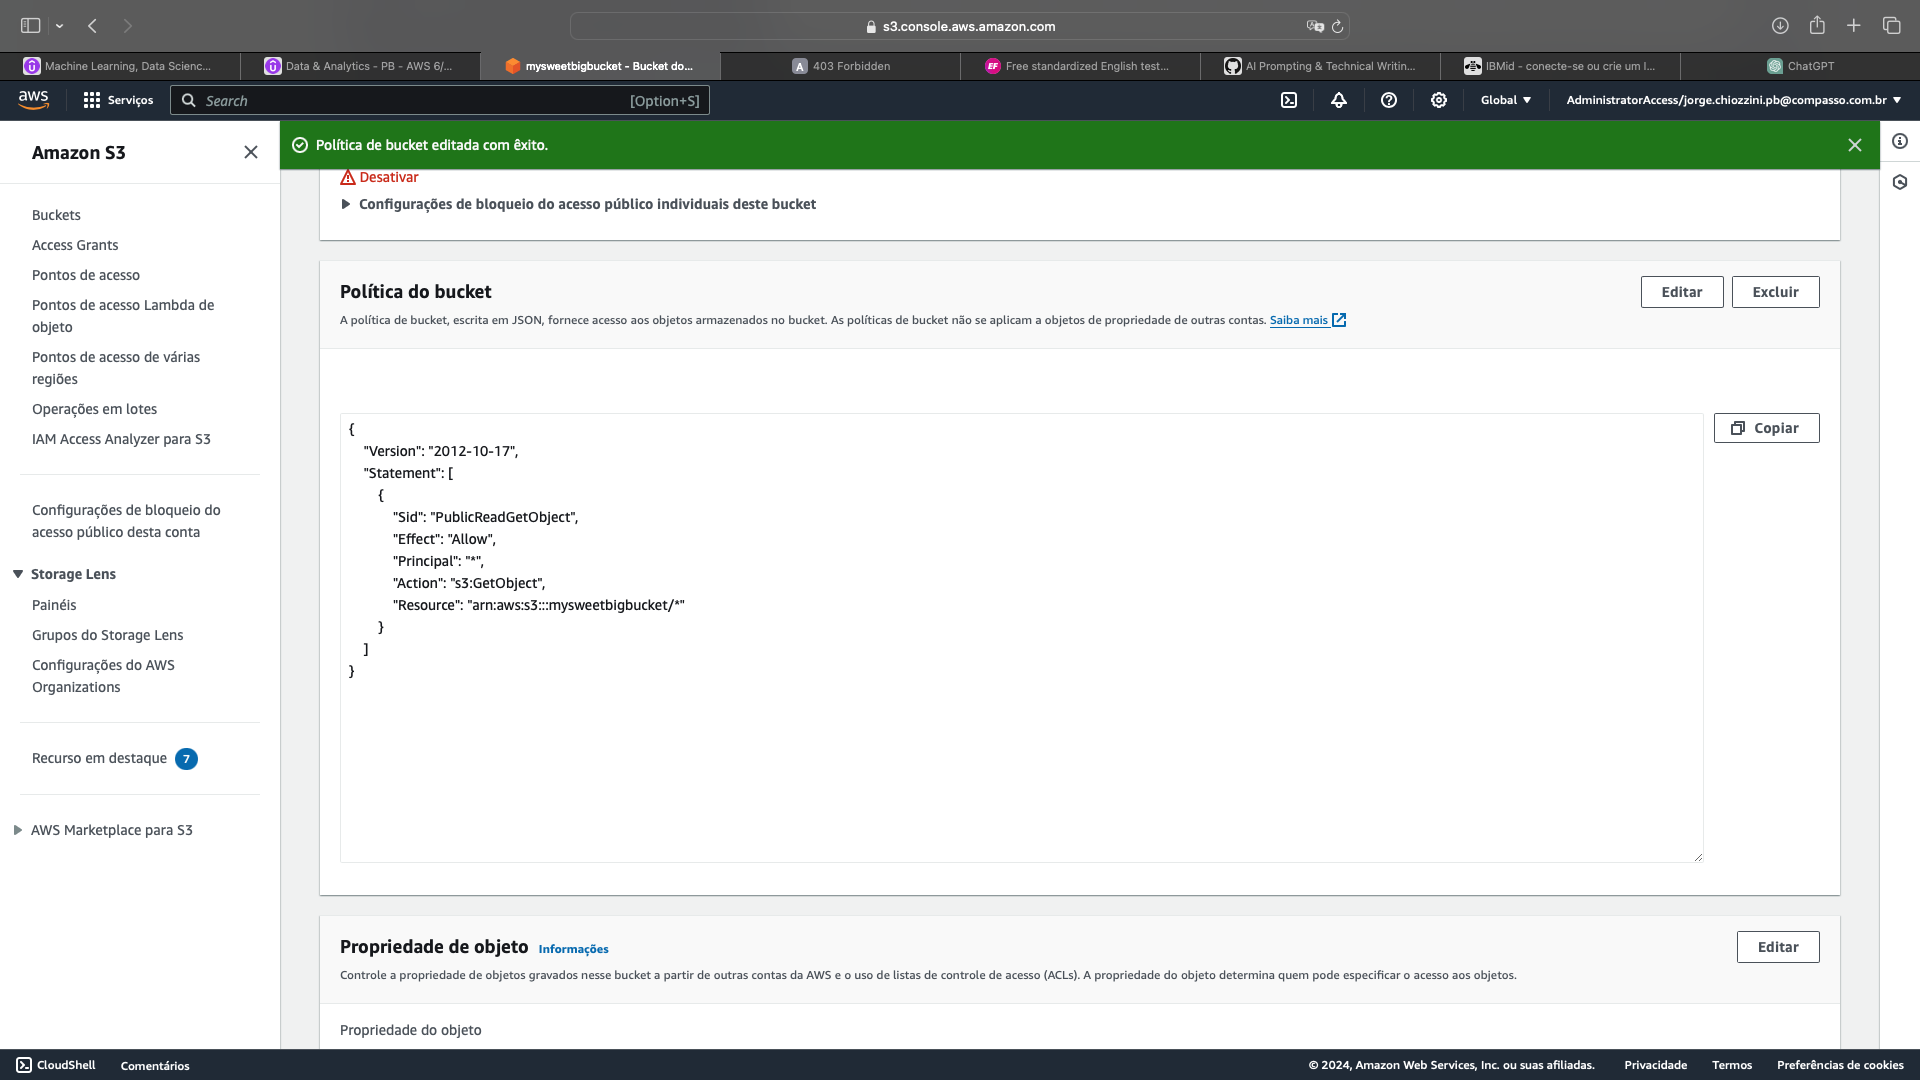 s3.console.aws.amazon.com
Machine Learning, Data Scienc...
Data & Analytics - PB - AWS 6/...
mysweetbigbucket - Bucket do...
403 Forbidden
Free standardized English test...
AI Prompting & Technical Writin...
IBMid - conecte-se ou crie um I...
ChatGPT
aws
Serviços
Search
[Option+S]
Global
AdministratorAccess/jorge.chiozzini.pb@compasso.com.br
Amazon S3
Buckets
Access Grants
Pontos de acesso
Pontos de acesso Lambda de
objeto
Pontos de acesso de várias
regiões
Operações em lotes
IAM Access Analyzer para S3
Configurações de bloqueio do
acesso público desta conta
Storage Lens
Painéis
Grupos do Storage Lens
Configurações do AWS
Organizations
Recurso em destaque 7
AWS Marketplace para S3
Política de bucket editada com êxito.
Desativar
Configurações de bloqueio do acesso público individuais deste bucket
Política do bucket
Editar
Excluir
A política de bucket, escrita em JSON, fornece acesso aos objetos armazenados no bucket. As políticas de bucket não se aplicam a objetos de propriedade de outras contas. Saiba mais
Copiar
{
"Version": "2012-10-17",
"Statement": [
{
"Sid": "PublicReadGetObject",
"Effect": "Allow",
"Principal": "*",
"Action": "s3:GetObject",
"Resource": "arn:aws:s3:::mysweetbigbucket/*"
}
]
}
Propriedade de objeto Informações
Editar
Controle a propriedade de objetos gravados nesse bucket a partir de outras contas da AWS e o uso de listas de controle de acesso (ACLs). A propriedade do objeto determina quem pode especificar o acesso aos objetos.
Propriedade do objeto
CloudShell
Comentários
© 2024, Amazon Web Services, Inc. ou suas afiliadas.
Privacidade
Termos
Preferências de cookies